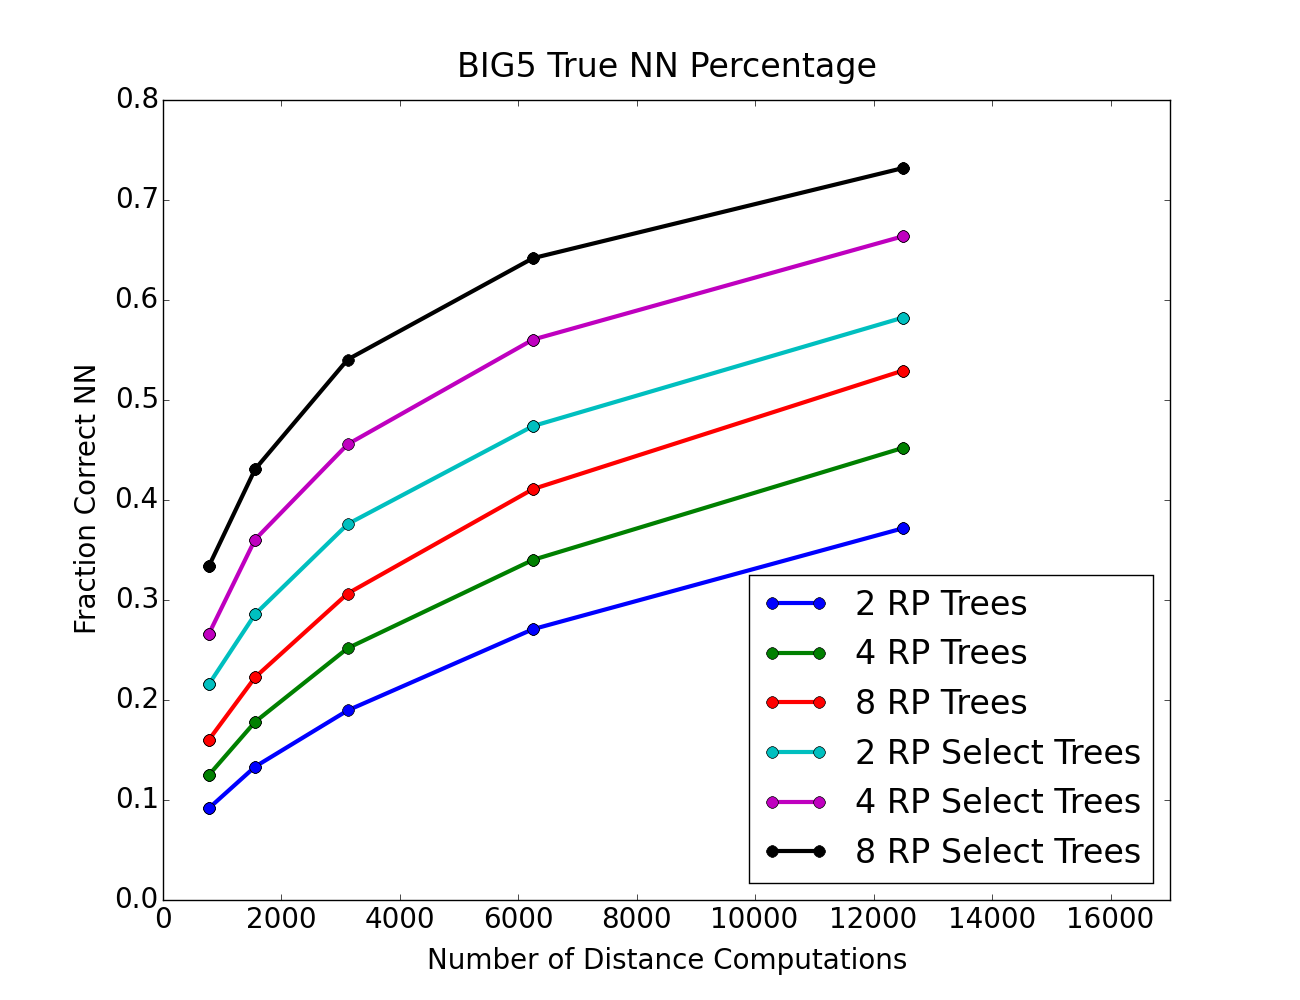 BIG5 True NN Percentage
0.8
0.7
0.6
0.5
0.4
0.3
0.2
0.1
0.0
Fraction Correct NN
2 RP Trees
4 RP Trees
8 RP Trees
2 RP Select Trees
4 RP Select Trees
8 RP Select Trees
0 2000 4000 6000 8000 10000 12000 14000 16000
Number of Distance Computations